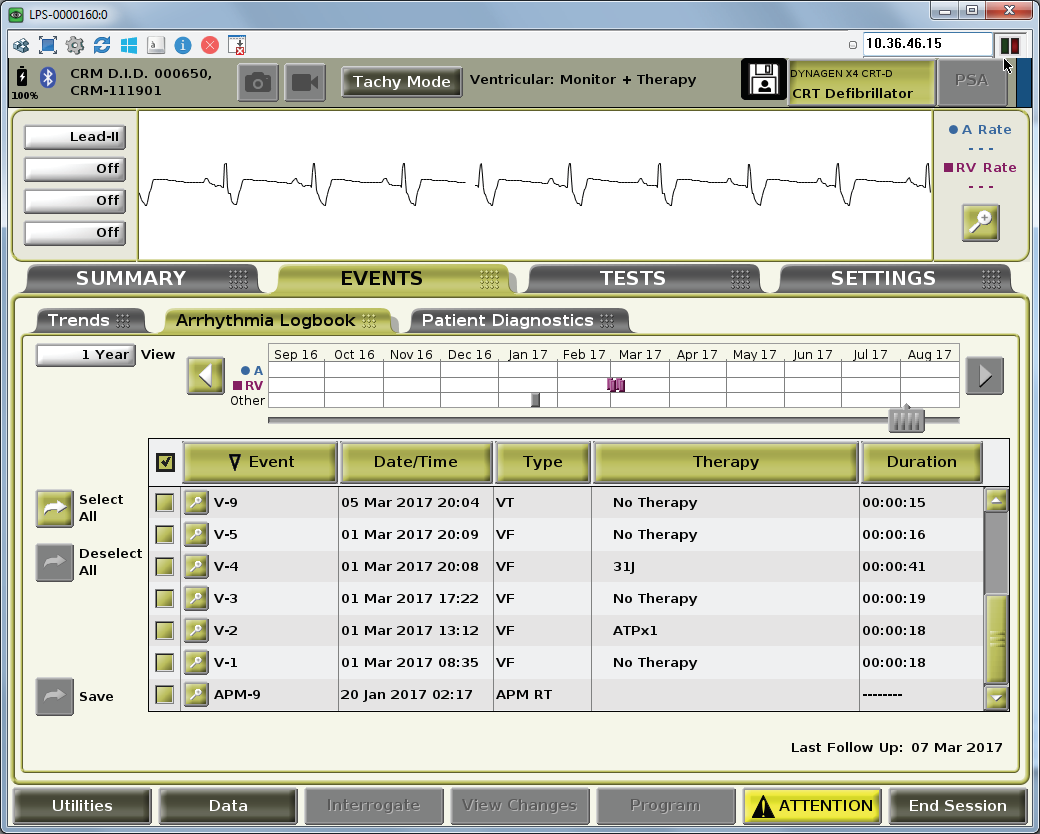 LPS-0000160:0
10.36.46.15
100%
CRM D.I.D. 000650,
CRM-111901
Tachy Mode
Ventricular: Monitor + Therapy
DYNAGEN X4 CRT-D
CRT Defibrillator
PSA
Lead-II
Off
Off
Off
A Rate
- - -
RV Rate
- - -
SUMMARY EVENTS TESTS SETTINGS
Trends Arrhythmia Logbook Patient Diagnostics
1 Year View
Sep 16 Oct 16 Nov 16 Dec 16 Jan 17 Feb 17 Mar 17 Apr 17 May 17 Jun 17 Jul 17 Aug 17
A
RV
Other
Event Date/Time Type Therapy Duration
Select
All
Deselect
All
Save
V-9 05 Mar 2017 20:04 VT No Therapy 00:00:15
V-5 01 Mar 2017 20:09 VF No Therapy 00:00:16
V-4 01 Mar 2017 20:08 VF 31J 00:00:41
V-3 01 Mar 2017 17:22 VF No Therapy 00:00:19
V-2 01 Mar 2017 13:12 VF ATPx1 00:00:18
V-1 01 Mar 2017 08:35 VF No Therapy 00:00:18
APM-9 20 Jan 2017 02:17 APM RT --------
Last Follow Up: 07 Mar 2017
Utilities Data Interrogate View Changes Program ATTENTION End Session